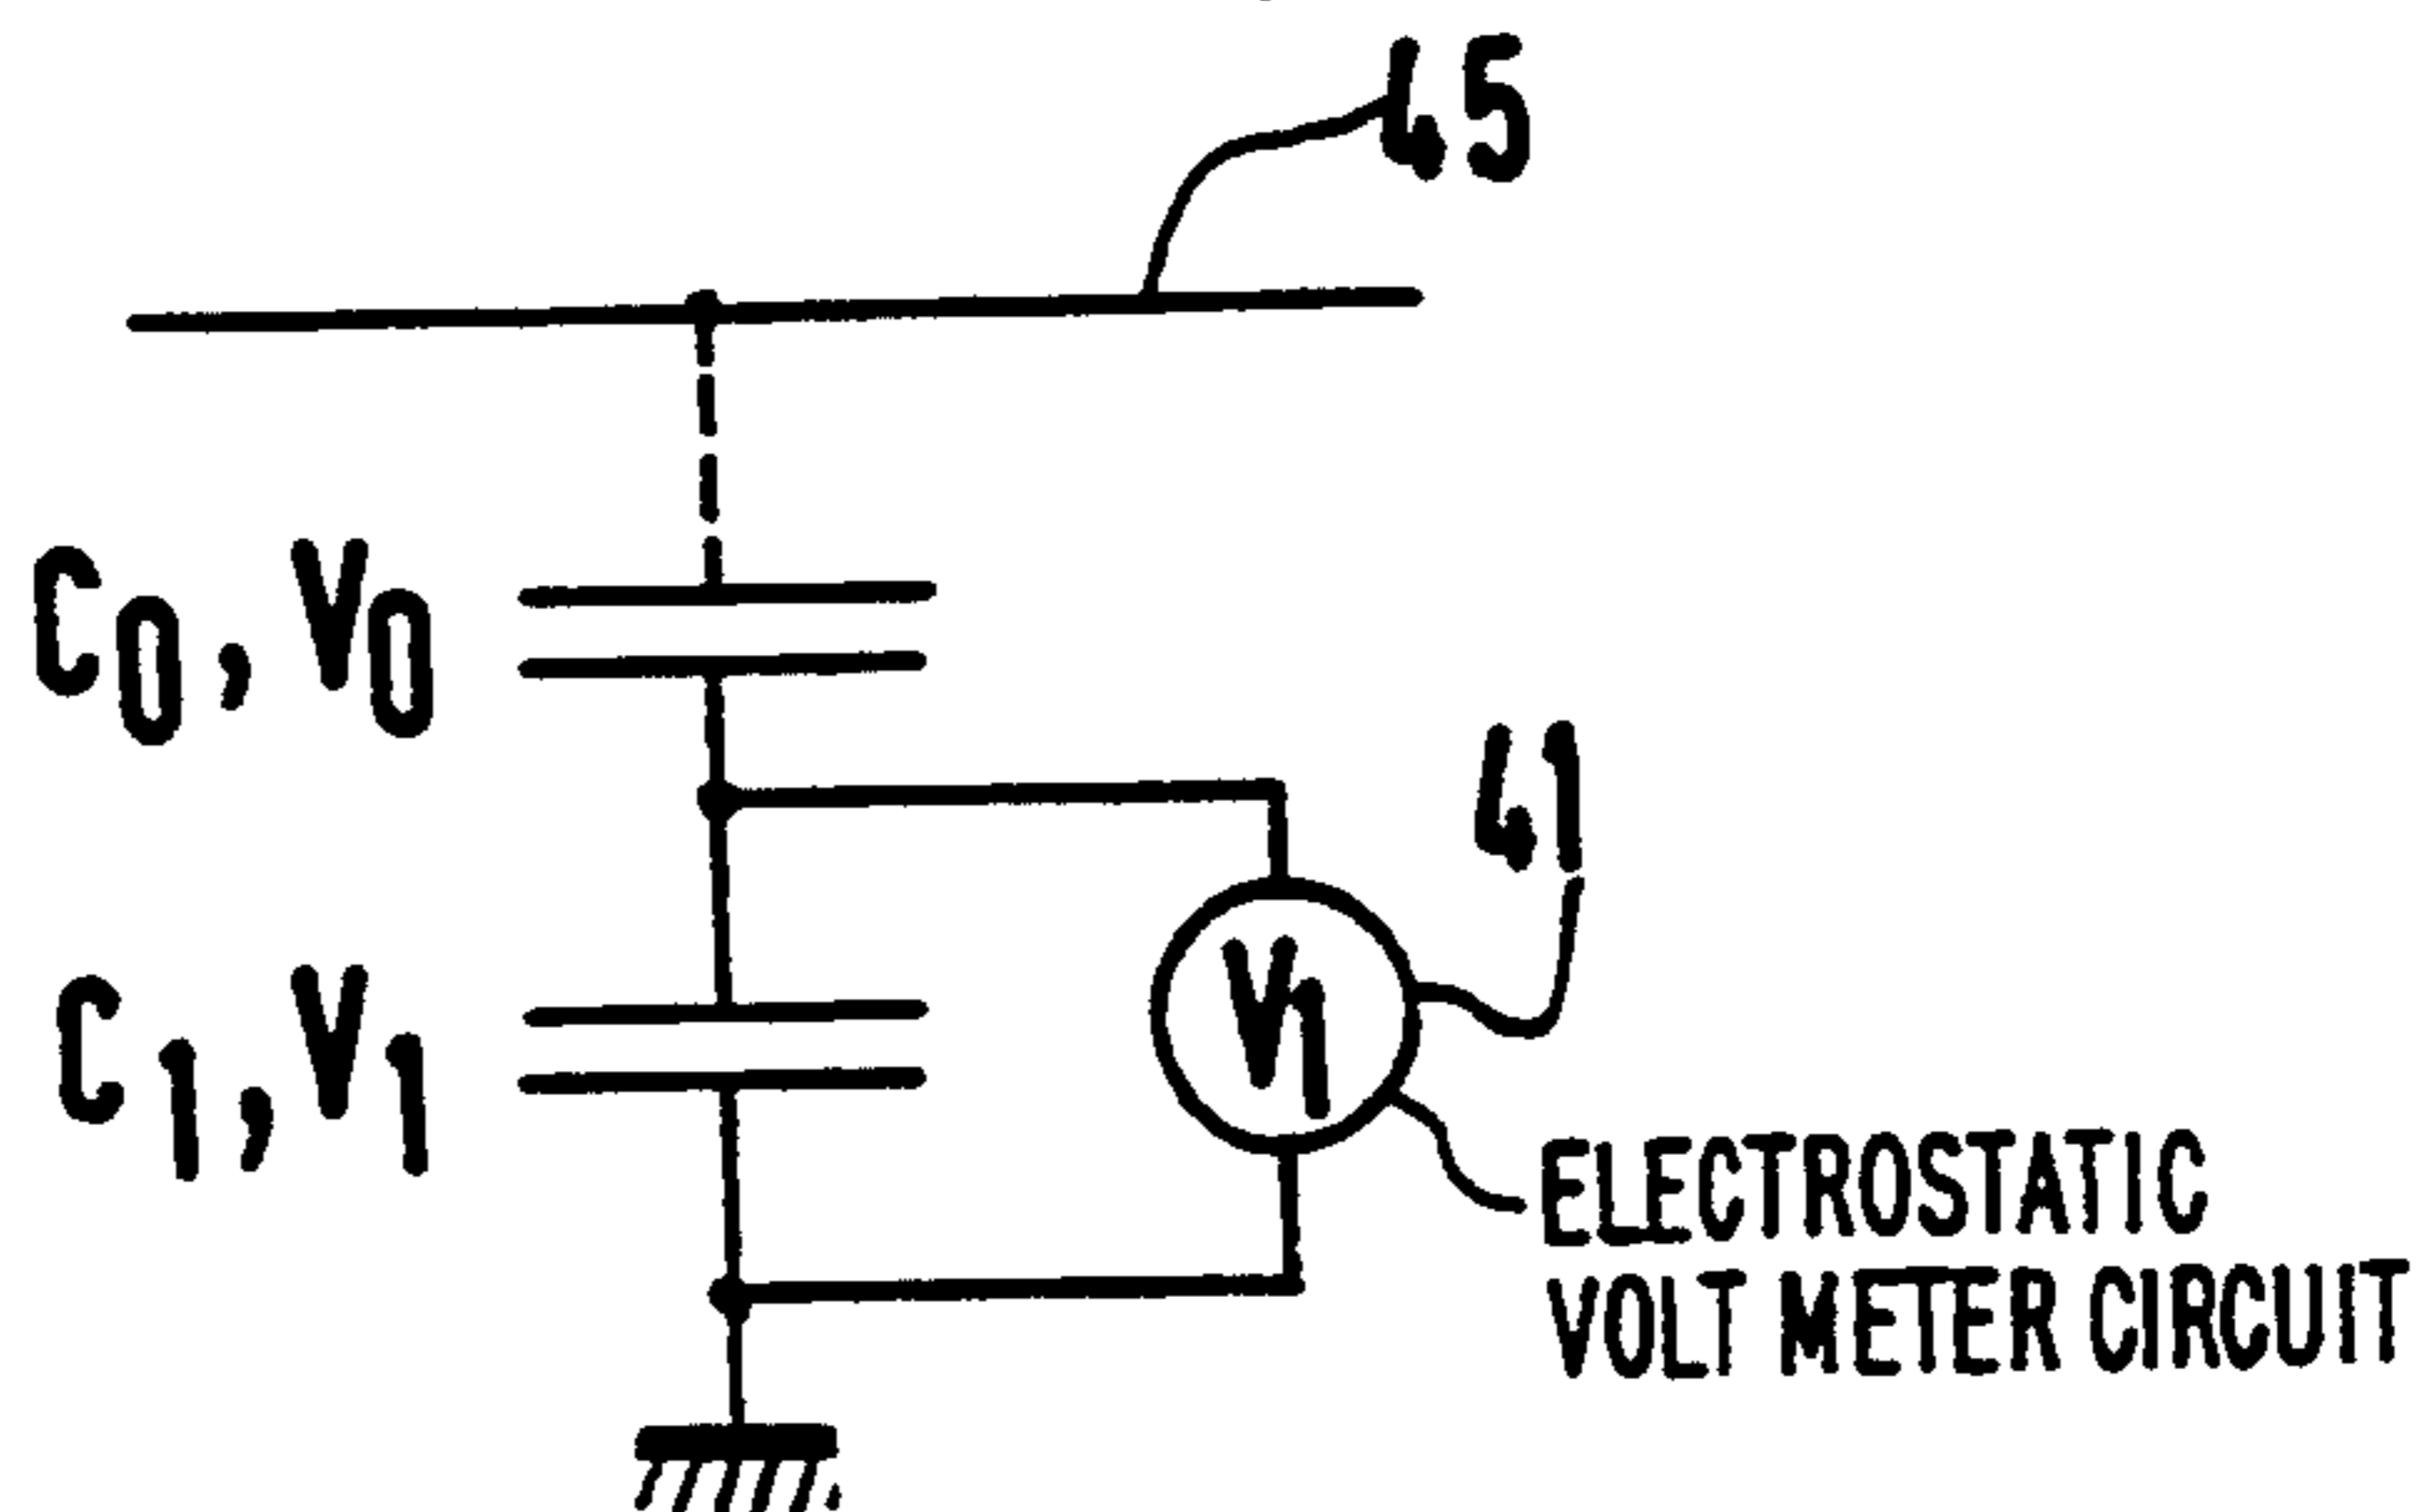 45
C0, V0
41
V1
C1, V1
ELECTROSTATIC
VOLT METER CIRCUIT